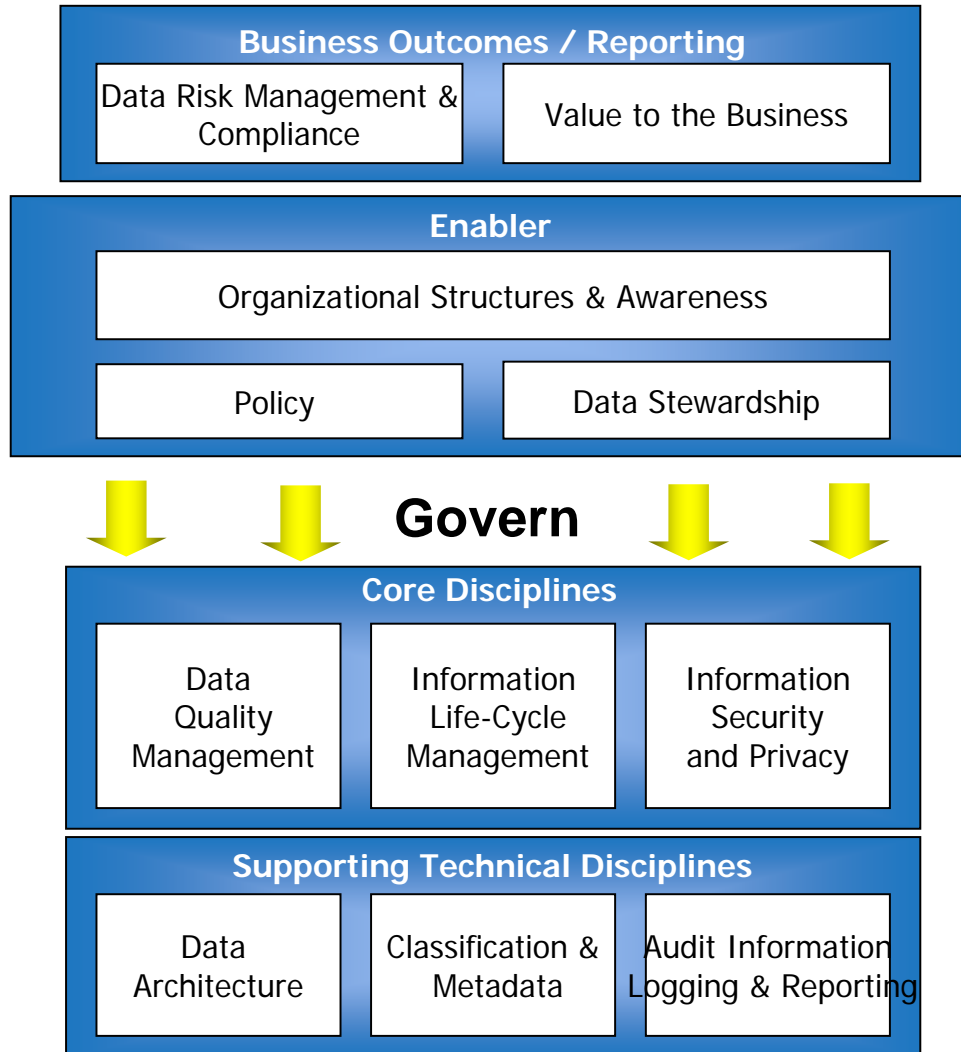 Business Outcomes / Reporting
Data Risk Management &
Compliance
Value to the Business
Enabler
Organizational Structures & Awareness
Policy
Data Stewardship
Govern
Core Disciplines
Data
Quality
Management
Information
Life-Cycle
Management
Information
Security
and Privacy
Supporting Technical Disciplines
Data
Architecture
Classification &
Metadata
Audit Information
Logging & Reporting